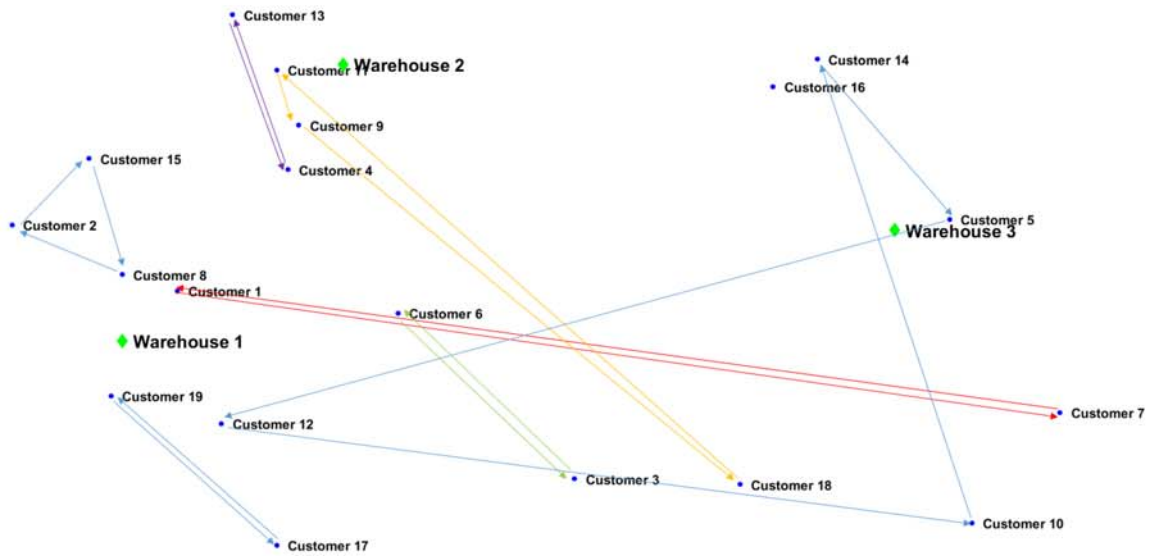 Customer 13
Customer 14
Customer 11
Warehouse 2
Customer 16
Customer 9
Customer 15
Customer 4
Customer 2
Customer 5
Warehouse 3
Customer 8
Customer 1
Customer 6
Warehouse 1
Customer 19
Customer 7
Customer 12
Customer 3
Customer 18
Customer 10
Customer 17